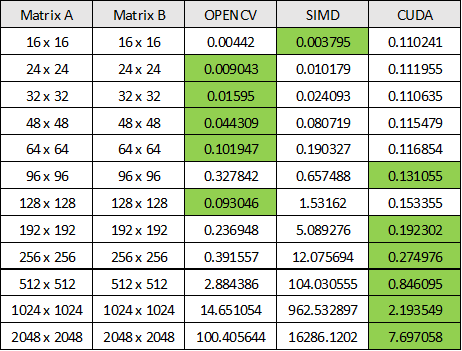 Matrix A Matrix B OPENCV SIMD CUDA
16 x 16 16 x 16 0.00442 0.003795 0.110241
24 x 24 24 x 24 0.009043 0.010179 0.111955
32 x 32 32 x 32 0.01595 0.024093 0.110635
48 x 48 48 x 48 0.044309 0.080719 0.115479
64 x 64 64 x 64 0.101947 0.190327 0.116854
96 x 96 96 x 96 0.327842 0.657488 0.131055
128 x 128 128 x 128 0.093046 1.53162 0.153355
192 x 192 192 x 192 0.236948 5.089276 0.192302
256 x 256 256 x 256 0.391557 12.075694 0.274976
512 x 512 512 x 512 2.884386 104.030555 0.846095
1024 x 1024 1024 x 1024 14.651054 962.532897 2.193549
2048 x 2048 2048 x 2048 100.405644 16286.1202 7.697058